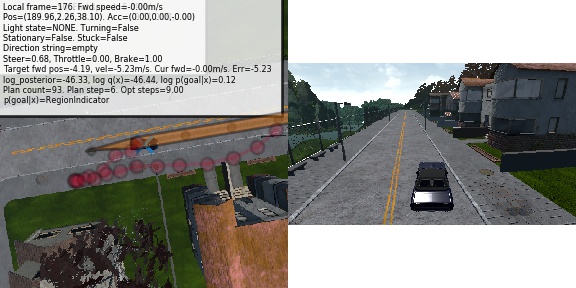 Local frame=176. Fwd speed=-0.00m/s
Pos=(189.96,2.26,38.10). Acc=(0.00,0.00,-0.00)
Light state=NONE. Turning=False
Stationary=False. Stuck=False
Direction string=empty
Steer=0.68, Throttle=0.00, Brake=1.00
Target fwd pos=-4.19, vel=-5.23m/s. Cur fwd=-0.00m/s. Err=-5.23
log_posterior=-46.33, log q(x)=-46.44, log p(goal|x)=0.12
Plan count=93. Plan step=6. Opt steps=9.00
p(goal|x)=RegionIndicator